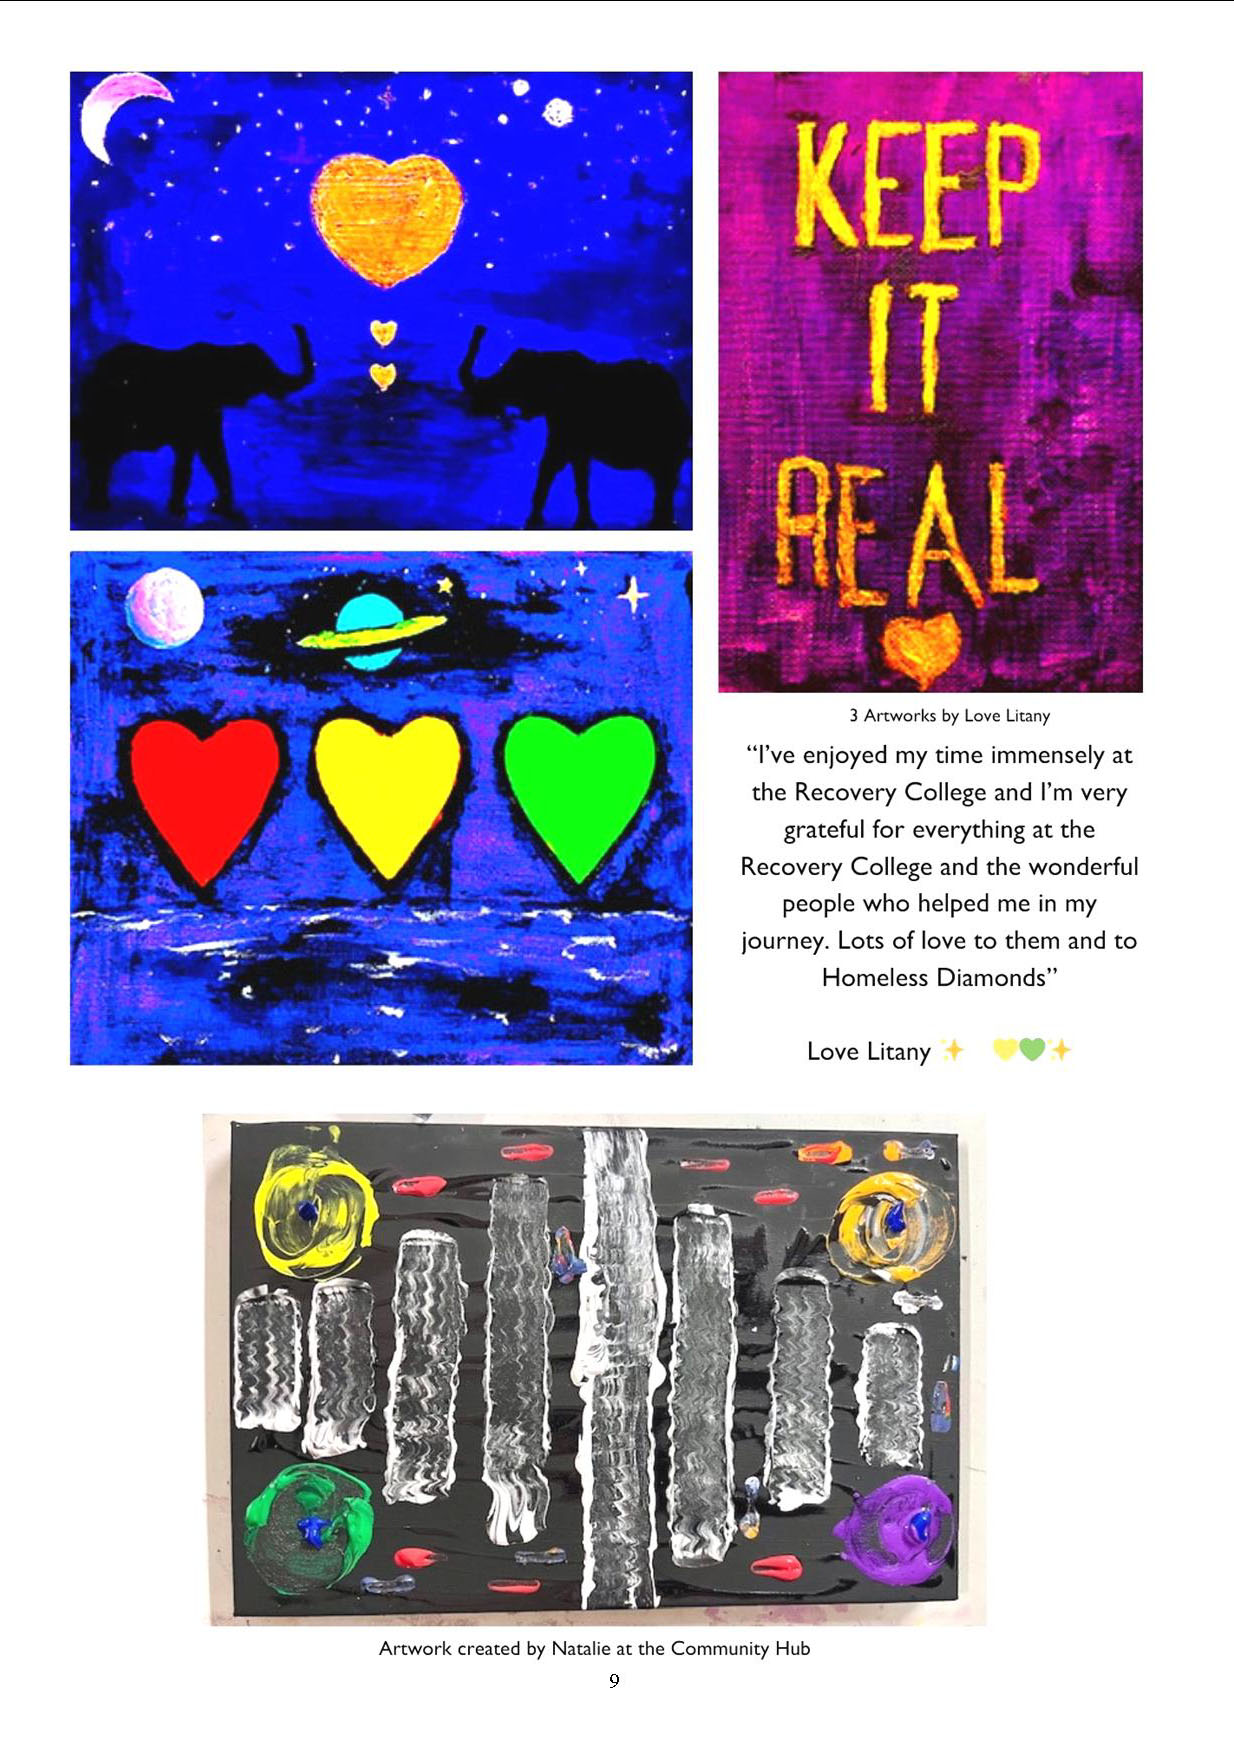 KEEP
IT
REAL
3 Artworks by Love Litany
“I’ve enjoyed my time immensely at
the Recovery College and I’m very
grateful for everything at the
Recovery College and the wonderful
people who helped me in my
journey. Lots of love to them and to
Homeless Diamonds”
Love Litany ✨ 💛💚✨
Artwork created by Natalie at the Community Hub
9